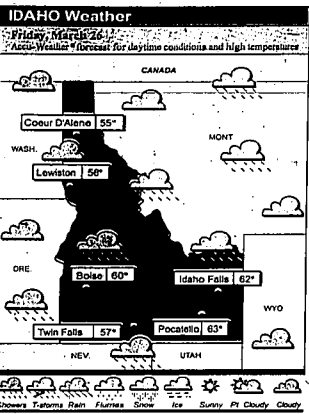 IDAHO Weather
Friday, March 26
Accu-Weather® forecast for daytime conditions and high temperatures
CANADA
Coeur D'Alene 55°
MONT
WASH.
Lewiston 58°
ORE.
Boise 60°
Idaho Falls 62°
WYO
Twin Falls 57°
Pocatello 63°
NEV.
UTAH
Showers T-storms Rain Flurries Snow Ice Sunny Pt Cloudy Cloudy